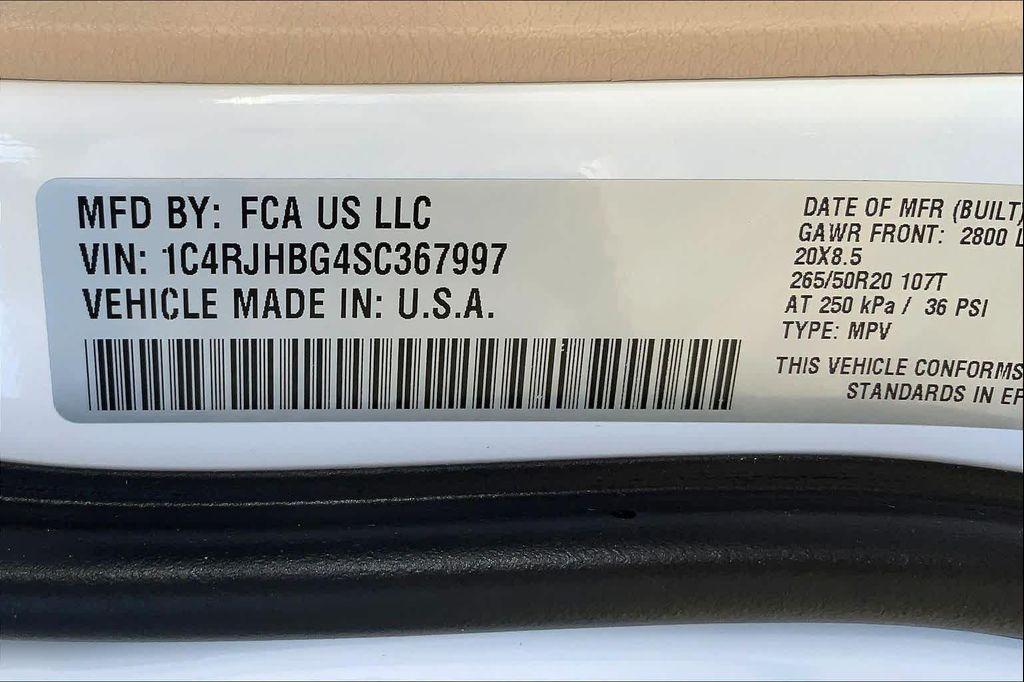 MFD BY: FCA US LLC
VIN: 1C4RJHBG4SC367997
VEHICLE MADE IN: U.S.A.
DATE OF MFR (BUILT)
GAWR FRONT: 2800
20X8.5
265/50R20 107T
AT 250 kPa / 36 PSI
TYPE: MPV
THIS VEHICLE CONFORMS
STANDARDS IN